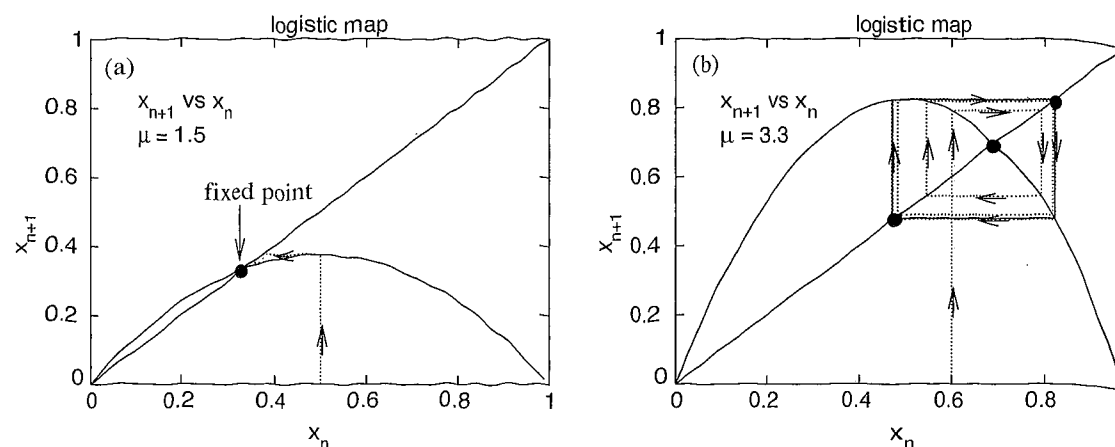 logistic map
1
(a)
x_{n+1} vs x_n
μ = 1.5
0.8
0.6
fixed point
x_{n+1}
0.4
0.2
0
0 0.2 0.4 0.6 0.8 1
x_n
logistic map
1
(b)
x_{n+1} vs x_n
μ = 3.3
0.8
0.6
x_{n+1}
0.4
0.2
0
0 0.2 0.4 0.6 0.8
x_n